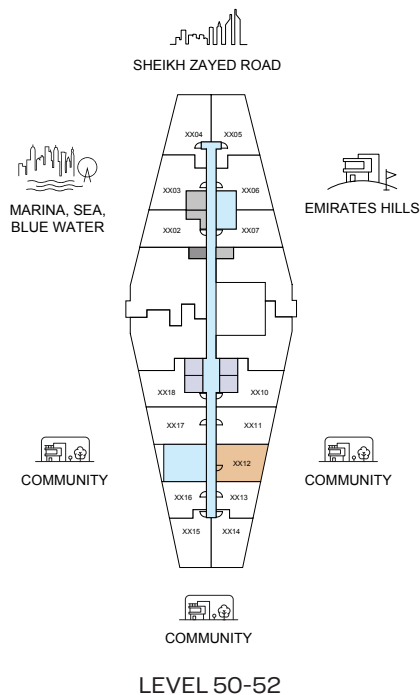 SHEIKH ZAYED ROAD
XX04
XX05
XX03
XX06
MARINA, SEA,
BLUE WATER
EMIRATES HILLS
XX02
XX07
XX18
XX10
XX17
XX11
XX12
COMMUNITY
COMMUNITY
XX16
XX13
XX15
XX14
COMMUNITY
LEVEL 50-52